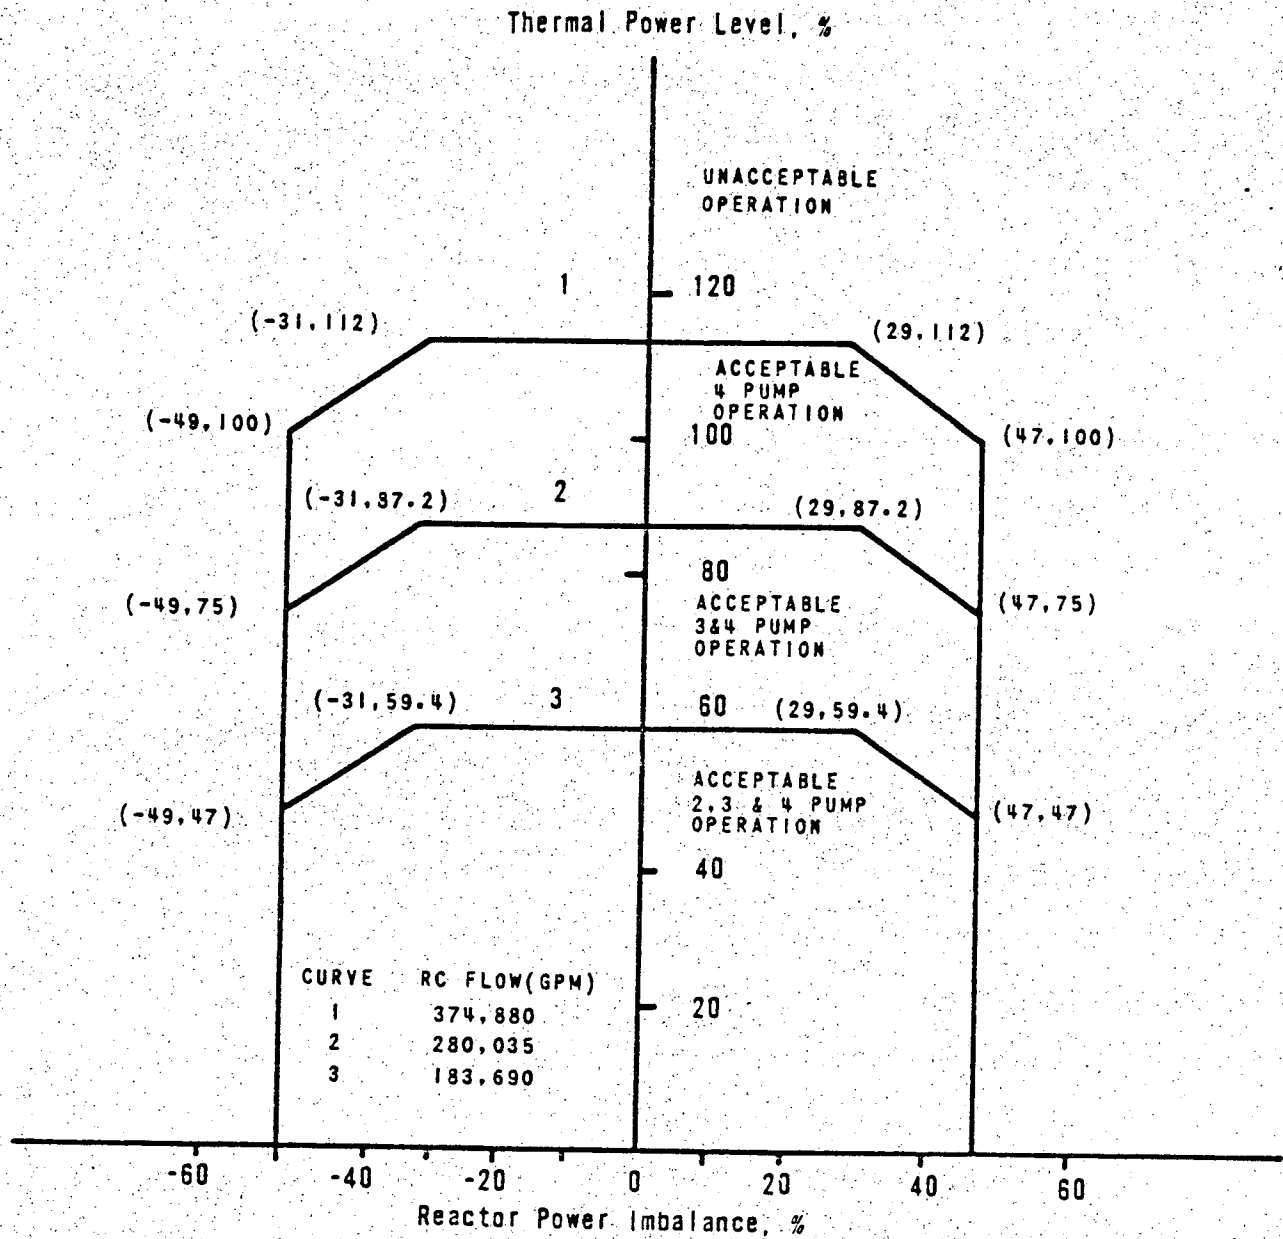 Thermal Power Level, %
UNACCEPTABLE
OPERATION
1
120
(-31,112)
(29,112)
ACCEPTABLE
4 PUMP
OPERATION
(-49,100)
100
(47,100)
(-31,87.2)
2
(29,87.2)
80
(-49,75)
ACCEPTABLE
3&4 PUMP
OPERATION
(47,75)
(-31,59.4)
3
60
(29,59.4)
ACCEPTABLE
2,3 & 4 PUMP
OPERATION
(-49,47)
(47,47)
40
CURVE RC FLOW(GPM)
1 374,880
2 280,035
3 183,690
20
-60 -40 -20 0 20 40 60
Reactor Power Imbalance, %